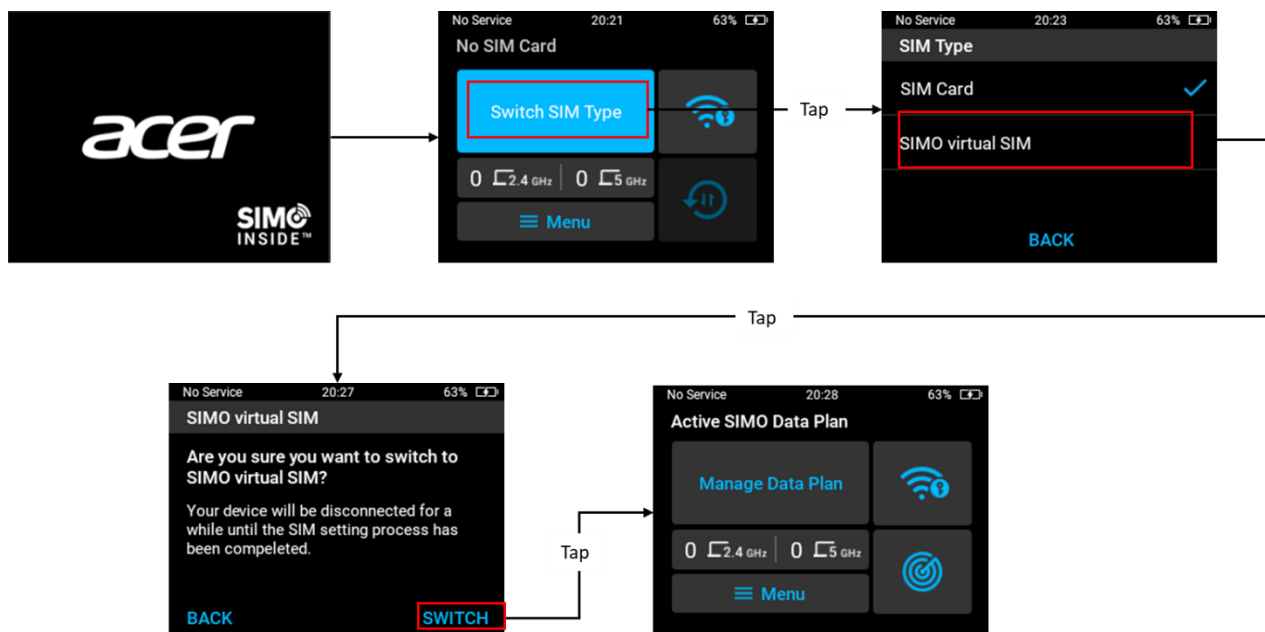 acer
SIMO
INSIDE™
No Service 20:21 63%
No SIM Card
Switch SIM Type
0 2.4 GHz 0 5 GHz
Menu
Tap
No Service 20:23 63%
SIM Type
SIM Card
SIMO virtual SIM
BACK
Tap
No Service 20:27 63%
SIMO virtual SIM
Are you sure you want to switch to
SIMO virtual SIM?
Your device will be disconnected for a
while until the SIM setting process has
been compeleted.
BACK SWITCH
Tap
No Service 20:28 63%
Active SIMO Data Plan
Manage Data Plan
0 2.4 GHz 0 5 GHz
Menu